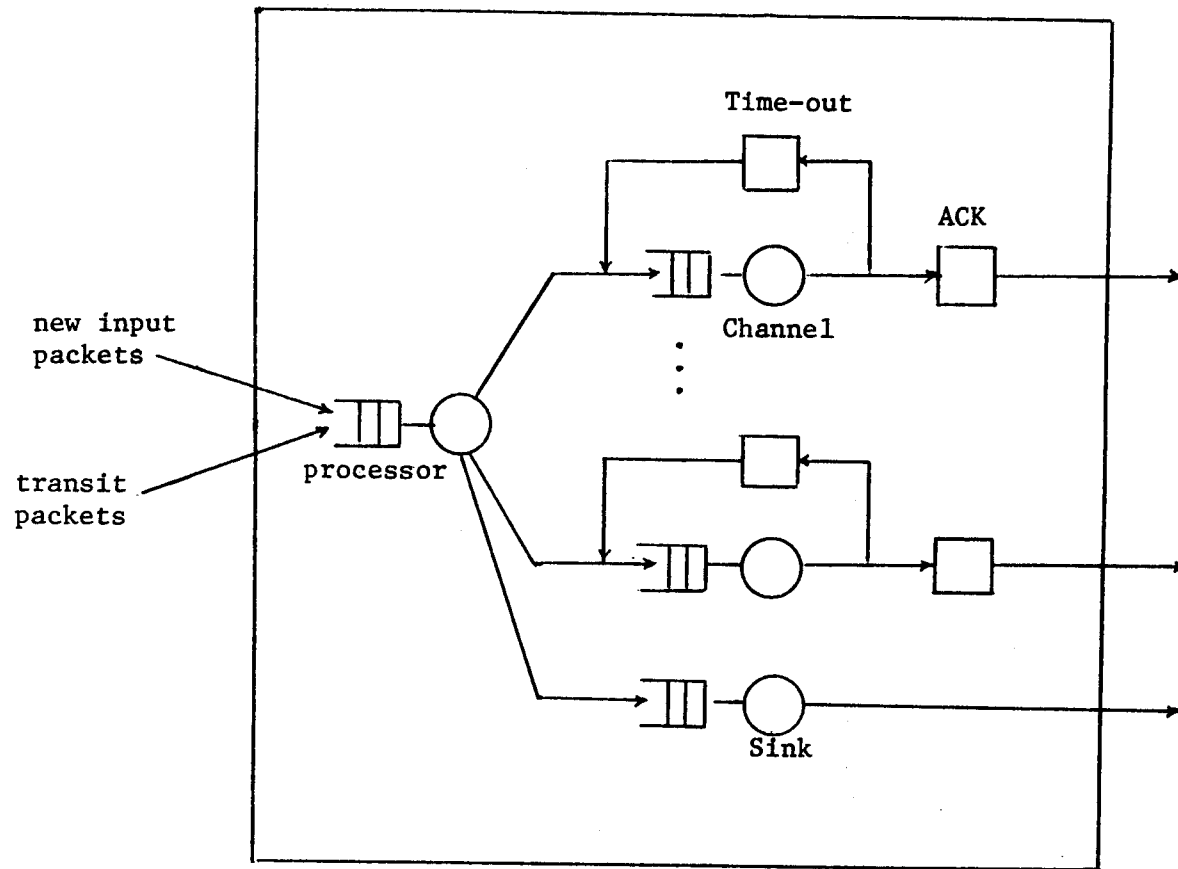 Time-out
ACK
Channel
new input
packets
processor
transit
packets
Sink